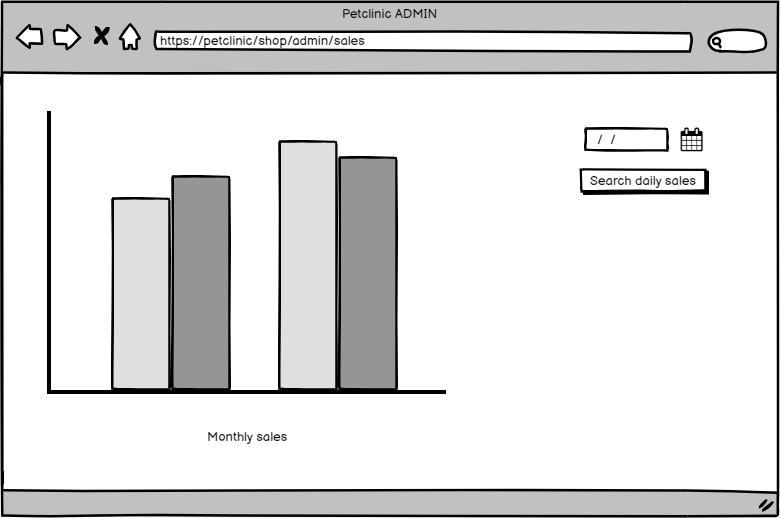 Petclinic ADMIN
https://petclinic/shop/admin/sales
/ /
Search daily sales
Monthly sales